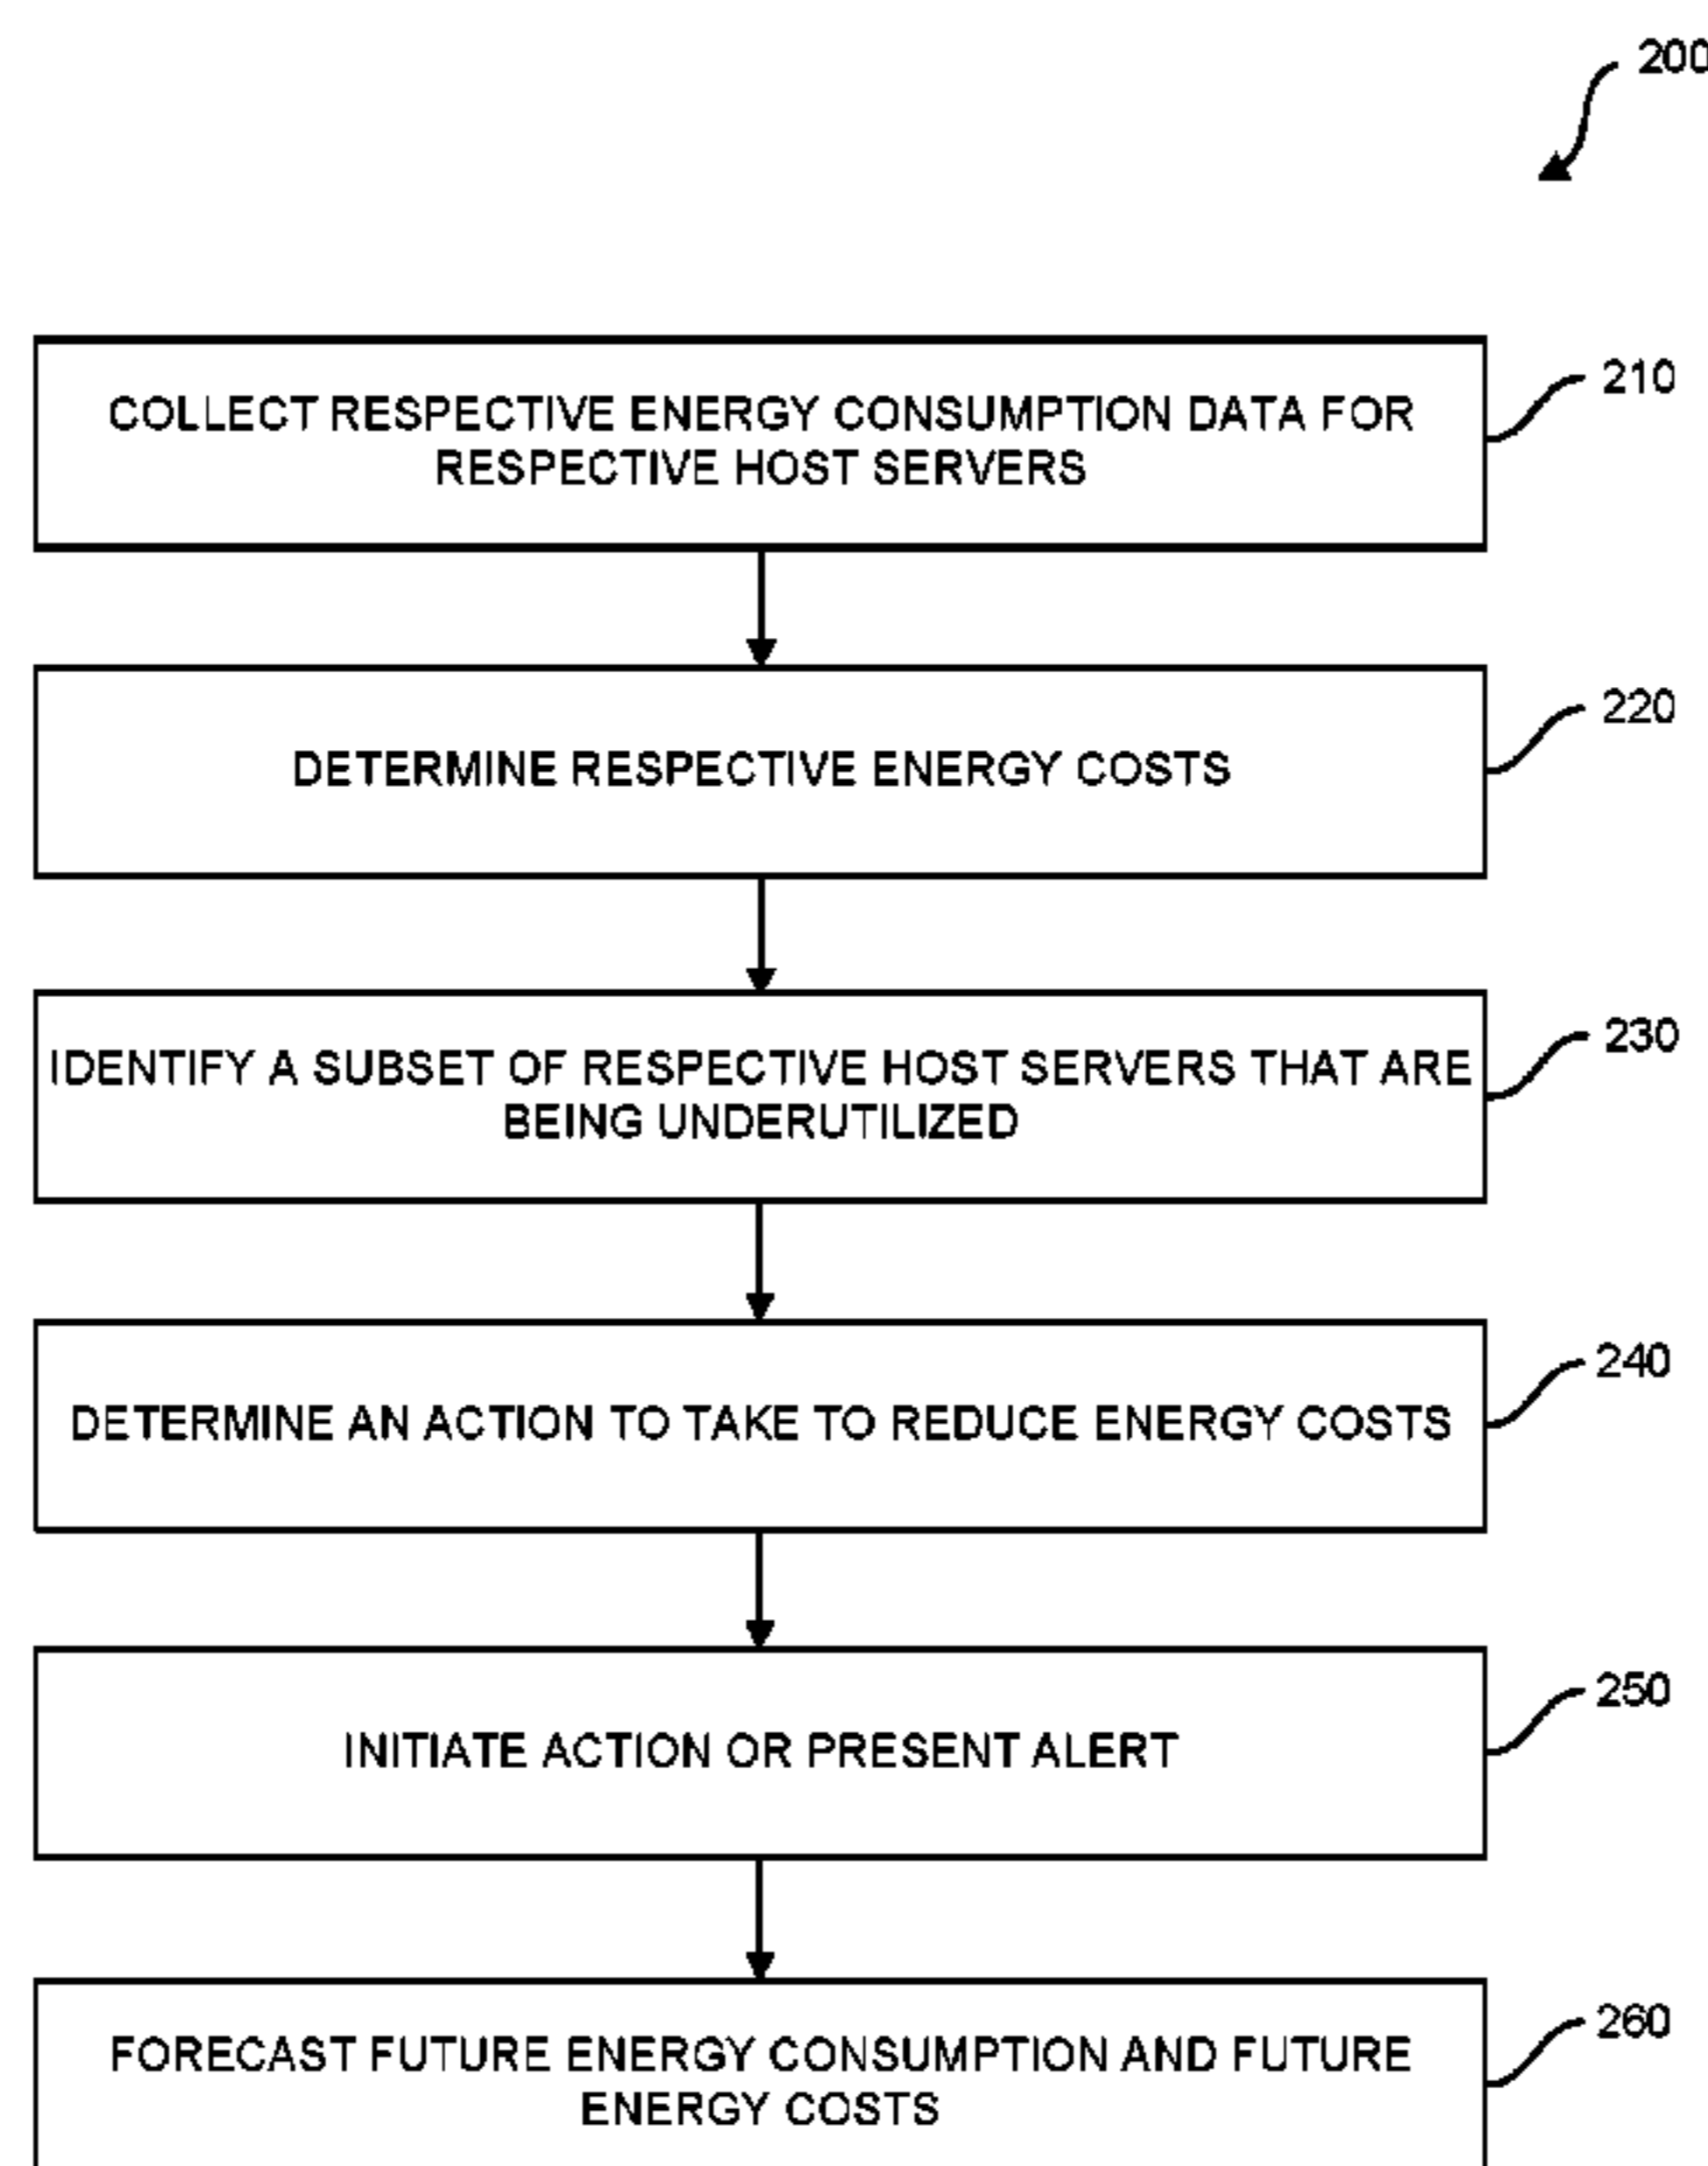 200
COLLECT RESPECTIVE ENERGY CONSUMPTION DATA FOR
RESPECTIVE HOST SERVERS
210
DETERMINE RESPECTIVE ENERGY COSTS
220
IDENTIFY A SUBSET OF RESPECTIVE HOST SERVERS THAT ARE
BEING UNDERUTILIZED
230
DETERMINE AN ACTION TO TAKE TO REDUCE ENERGY COSTS
240
INITIATE ACTION OR PRESENT ALERT
250
FORECAST FUTURE ENERGY CONSUMPTION AND FUTURE
ENERGY COSTS
260